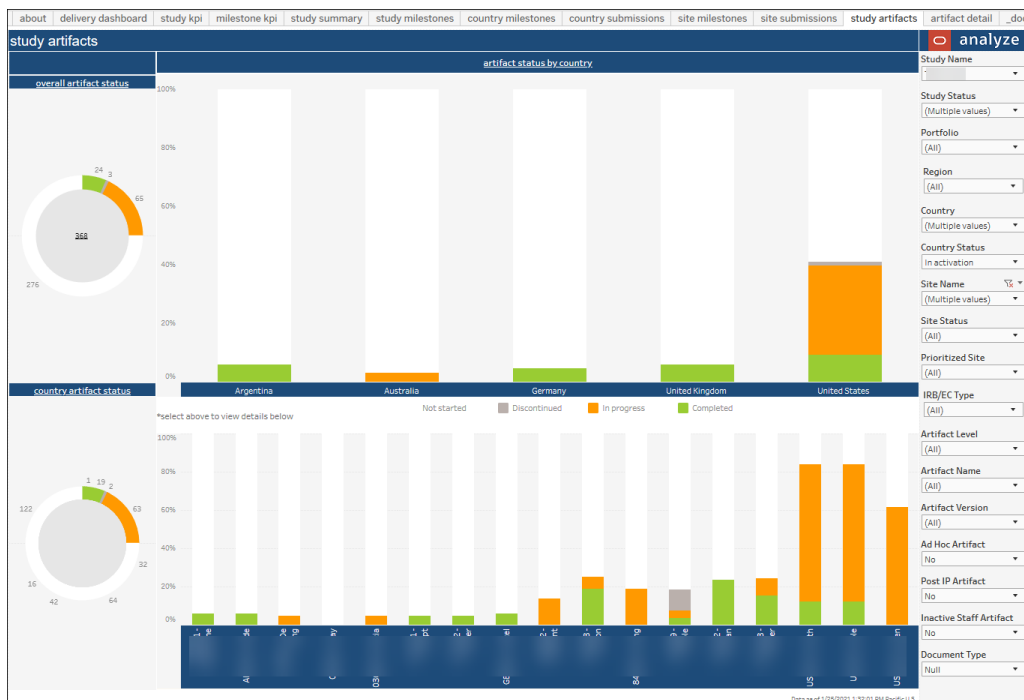 about delivery dashboard study kpi milestone kpi study summary study milestones country milestones country submissions site milestones site submissions study artifacts artifact detail
study artifacts
analyze
overall artifact status
artifact status by country
24 3
65
368
276
100%
80%
60%
40%
20%
0%
Argentina Australia Germany United Kingdom United States
country artifact status
Not started Discontinued In progress Completed
*select above to view details below
1 19 2
122 63
32
16
42 64
100%
80%
60%
40%
20%
0%
Study Name
Study Status
(Multiple values)
Portfolio
(All)
Region
(All)
Country
(Multiple values)
Country Status
In activation
Site Name
(Multiple values)
Site Status
(All)
Prioritized Site
(All)
IRB/EC Type
(All)
Artifact Level
(All)
Artifact Name
(All)
Artifact Version
(All)
Ad Hoc Artifact
No
Post IP Artifact
No
Inactive Staff Artifact
No
Document Type
Null